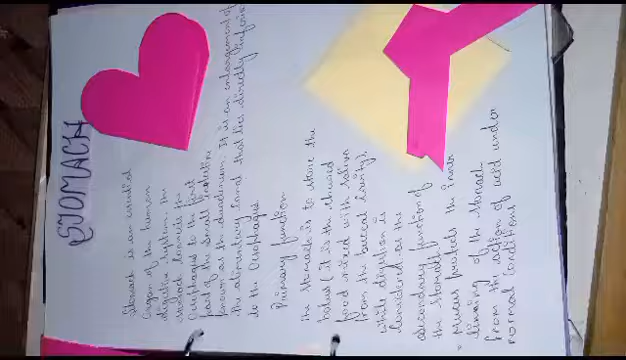 STOMACH
Stomach is an essential
organ of the human
digestive system. The
stomach connects the
Oesophagus to the first
part of the small intestine
known as the duodenum. It is an enlargement of
the alimentary canal that lies directly inferior
to the Oesophagus
Primary function
the stomach is to store the
bolus (it is the chewed
food mixed with saliva
from the buccal cavity),
while digestion is
considered as the
secondary function of
the stomach
mucus protects the inner
lining of the stomach
from the action of acid under
normal conditions